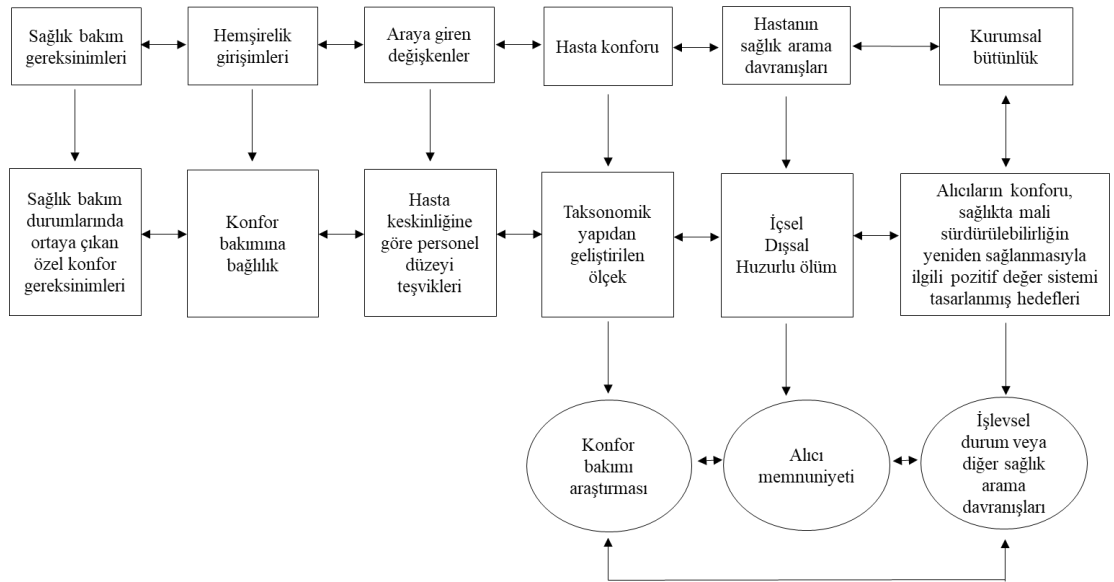 Sağlık bakım
gereksinimleri
Hemşirelik
girişimleri
Araya giren
değişkenler
Hasta konforu
Hastanın
sağlık arama
davranışları
Kurumsal
bütünlük
Sağlık bakım
durumlarında
ortaya çıkan
özel konfor
gereksinimleri
Konfor
bakımına
bağlılık
Hasta
keskinliğine
göre personel
düzeyi
teşvikleri
Taksonomik
yapıdan
geliştirilen
ölçek
İçsel
Dışsal
Huzurlu ölüm
Alıcıların konforu,
sağlıkta mali
sürdürülebilirliğin
yeniden sağlanmasıyla
ilgili pozitif değer sistemi
tasarlanmış hedefleri
Konfor
bakımı
araştırması
Alıcı
memnuniyeti
İşlevsel
durum veya
diğer sağlık
arama
davranışları